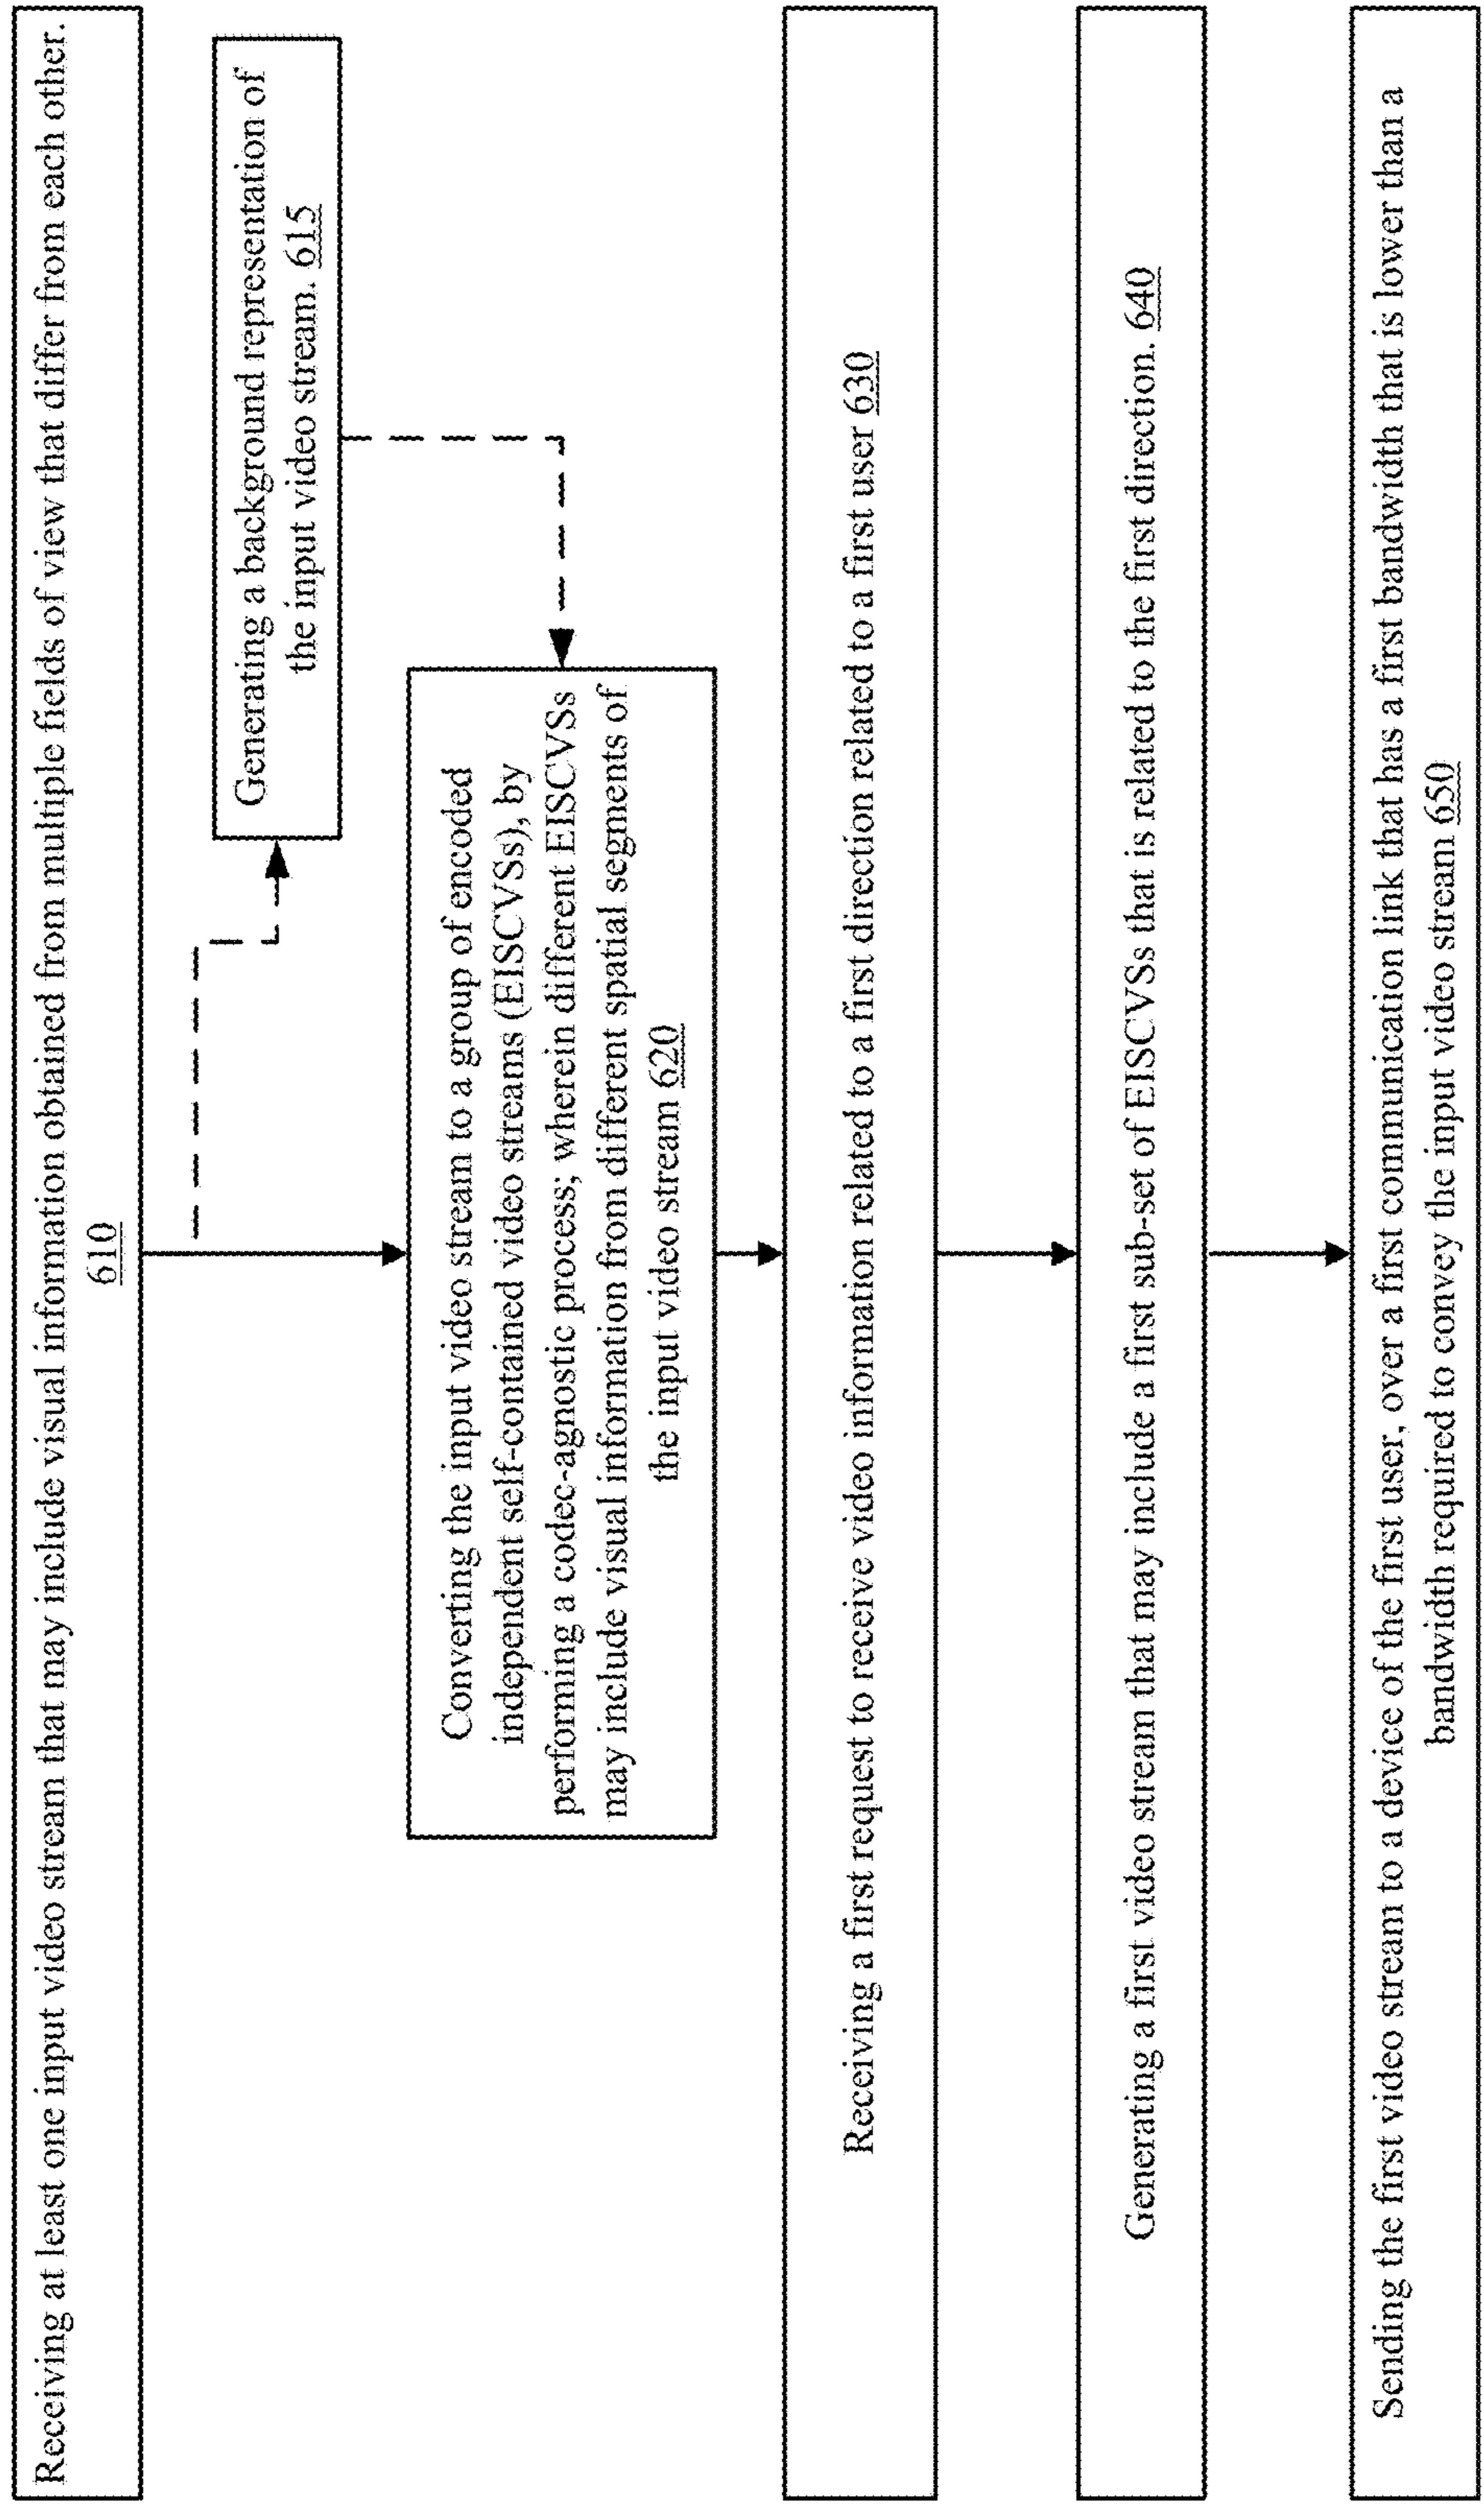 Receiving at least one input video stream that may include visual information obtained from multiple fields of view that differ from each other.
610
Generating a background representation of
the input video stream. 615
Converting the input video stream to a group of encoded
independent self-contained video streams (EISCVSs), by
performing a codec-agnostic process; wherein different EISCVSs
may include visual information from different spatial segments of
the input video stream 620
Receiving a first request to receive video information related to a first direction related to a first user 630
Generating a first video stream that may include a first sub-set of EISCVSs that is related to the first direction. 640
Sending the first video stream to a device of the first user, over a first communication link that has a first bandwidth that is lower than a
bandwidth required to convey the input video stream 650